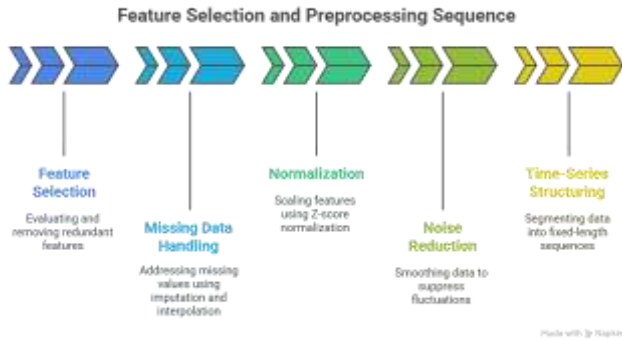 Feature Selection and Preprocessing Sequence
Feature
Selection
Evaluating and
removing redundant
features
Missing Data
Handling
Addressing missing
values using
imputation and
interpolation
Normalization
Scaling features
using Z-score
normalization
Noise
Reduction
Smoothing data to
suppress
fluctuations
Time-Series
Structuring
Segmenting data
into fixed-length
sequences
Made with Napkin